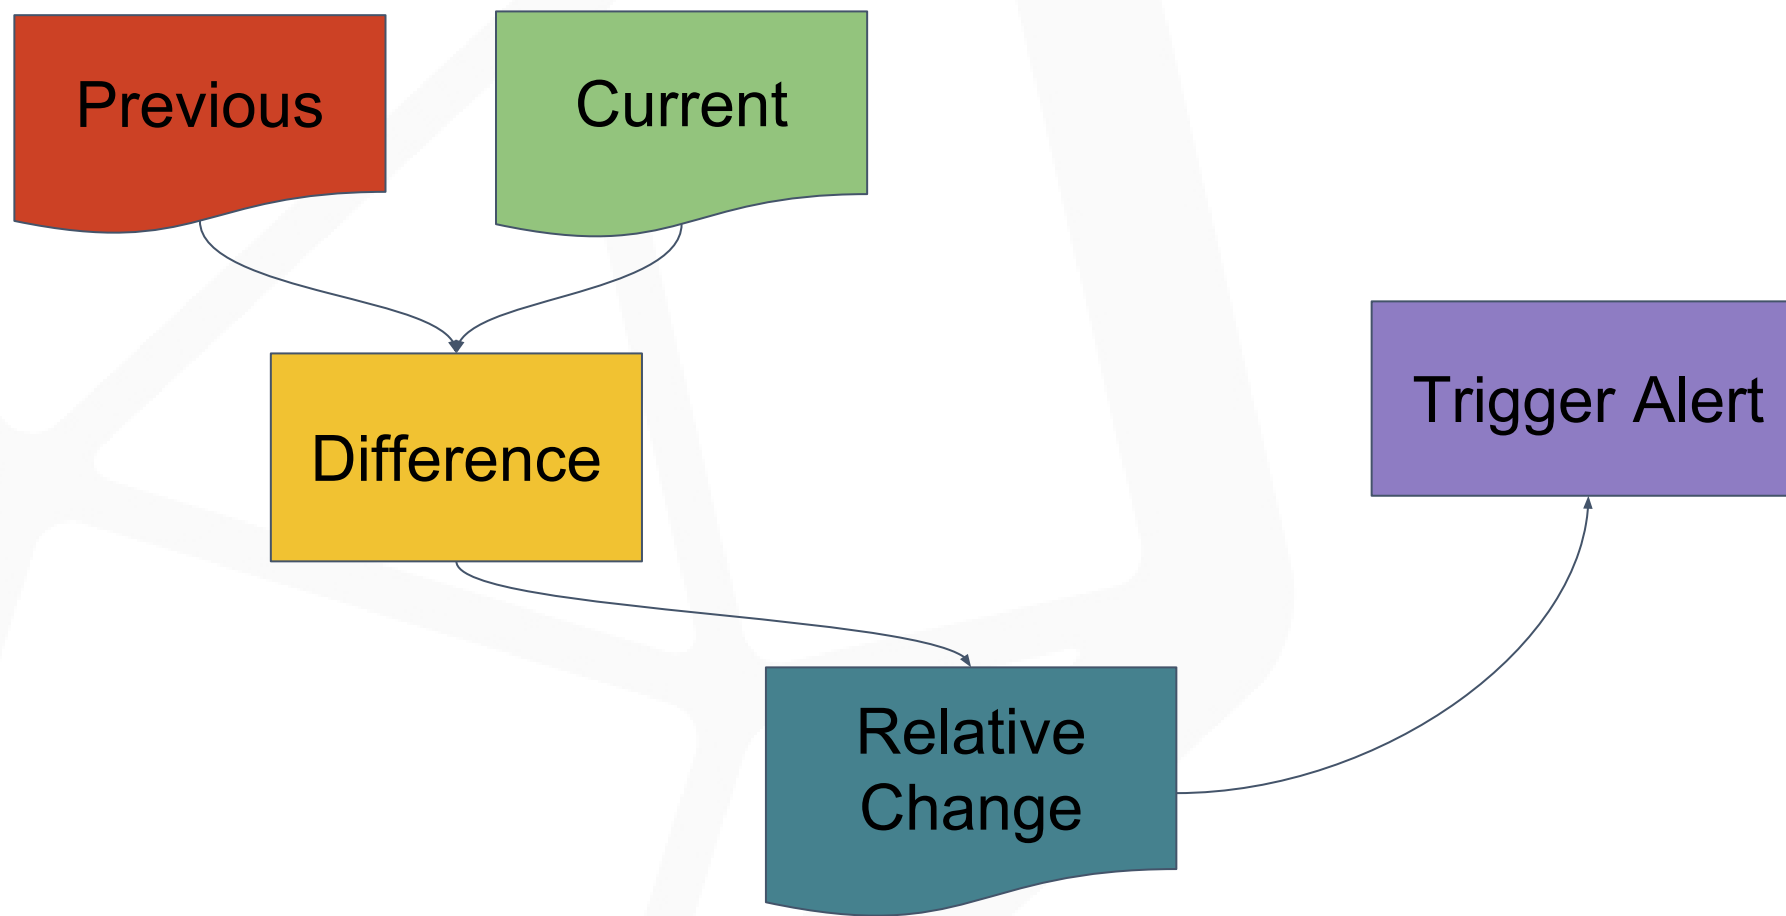 Previous
Current
Difference
Trigger Alert
Relative
Change